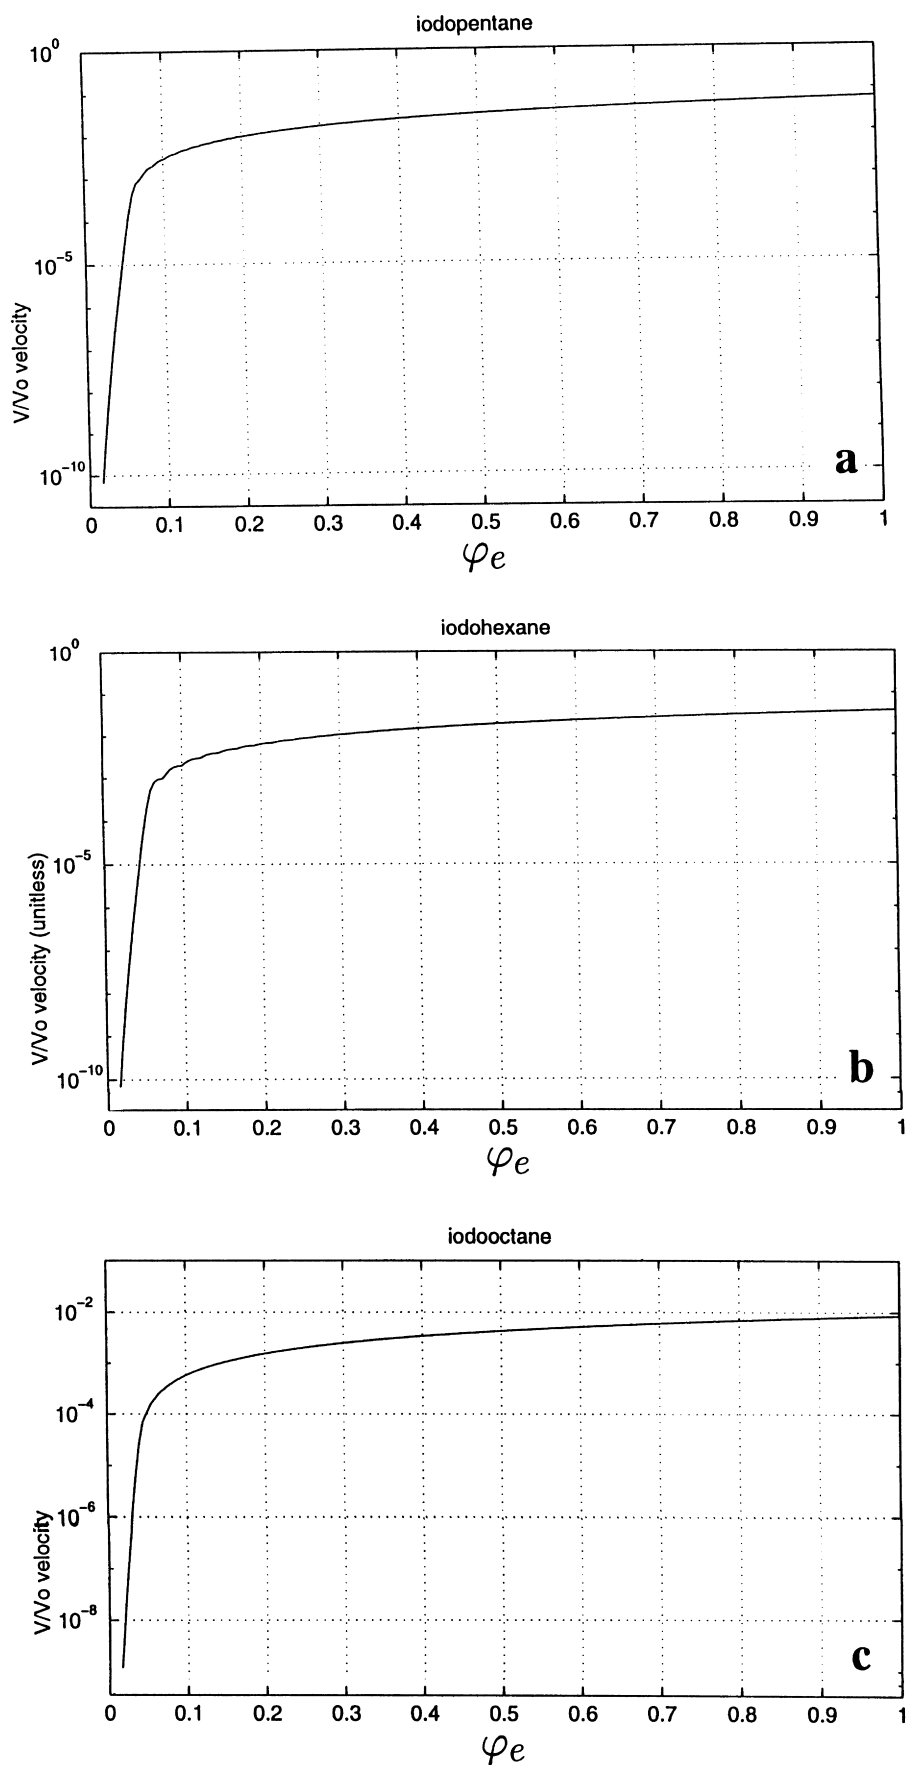 iodopentane
10^0
10^-5
10^-10
V/Vo velocity
a
0 0.1 0.2 0.3 0.4 0.5 0.6 0.7 0.8 0.9 1
φe
iodohexane
10^0
10^-5
10^-10
V/Vo velocity (unitless)
b
0 0.1 0.2 0.3 0.4 0.5 0.6 0.7 0.8 0.9 1
φe
iodooctane
10^-2
10^-4
10^-6
10^-8
V/Vo velocity
c
0 0.1 0.2 0.3 0.4 0.5 0.6 0.7 0.8 0.9 1
φe